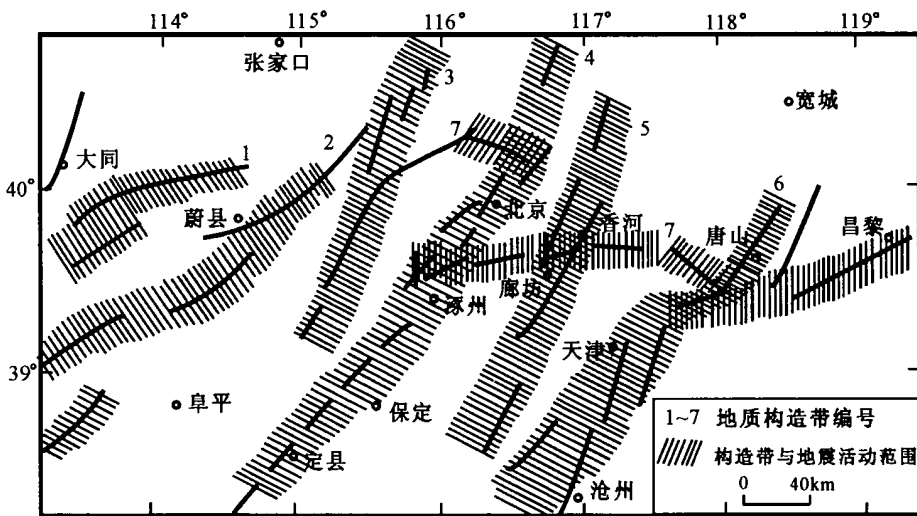 114° 115° 116° 117° 118° 119°
张家口
3
4
宽城
7
5
2
大同
1
40°
6
蔚县
北京
香河
7
唐山
昌黎
廊坊
涿州
天津
39°
阜平
保定
1~7 地质构造带编号
构造带与地震活动范围
定县
沧州
0 40km